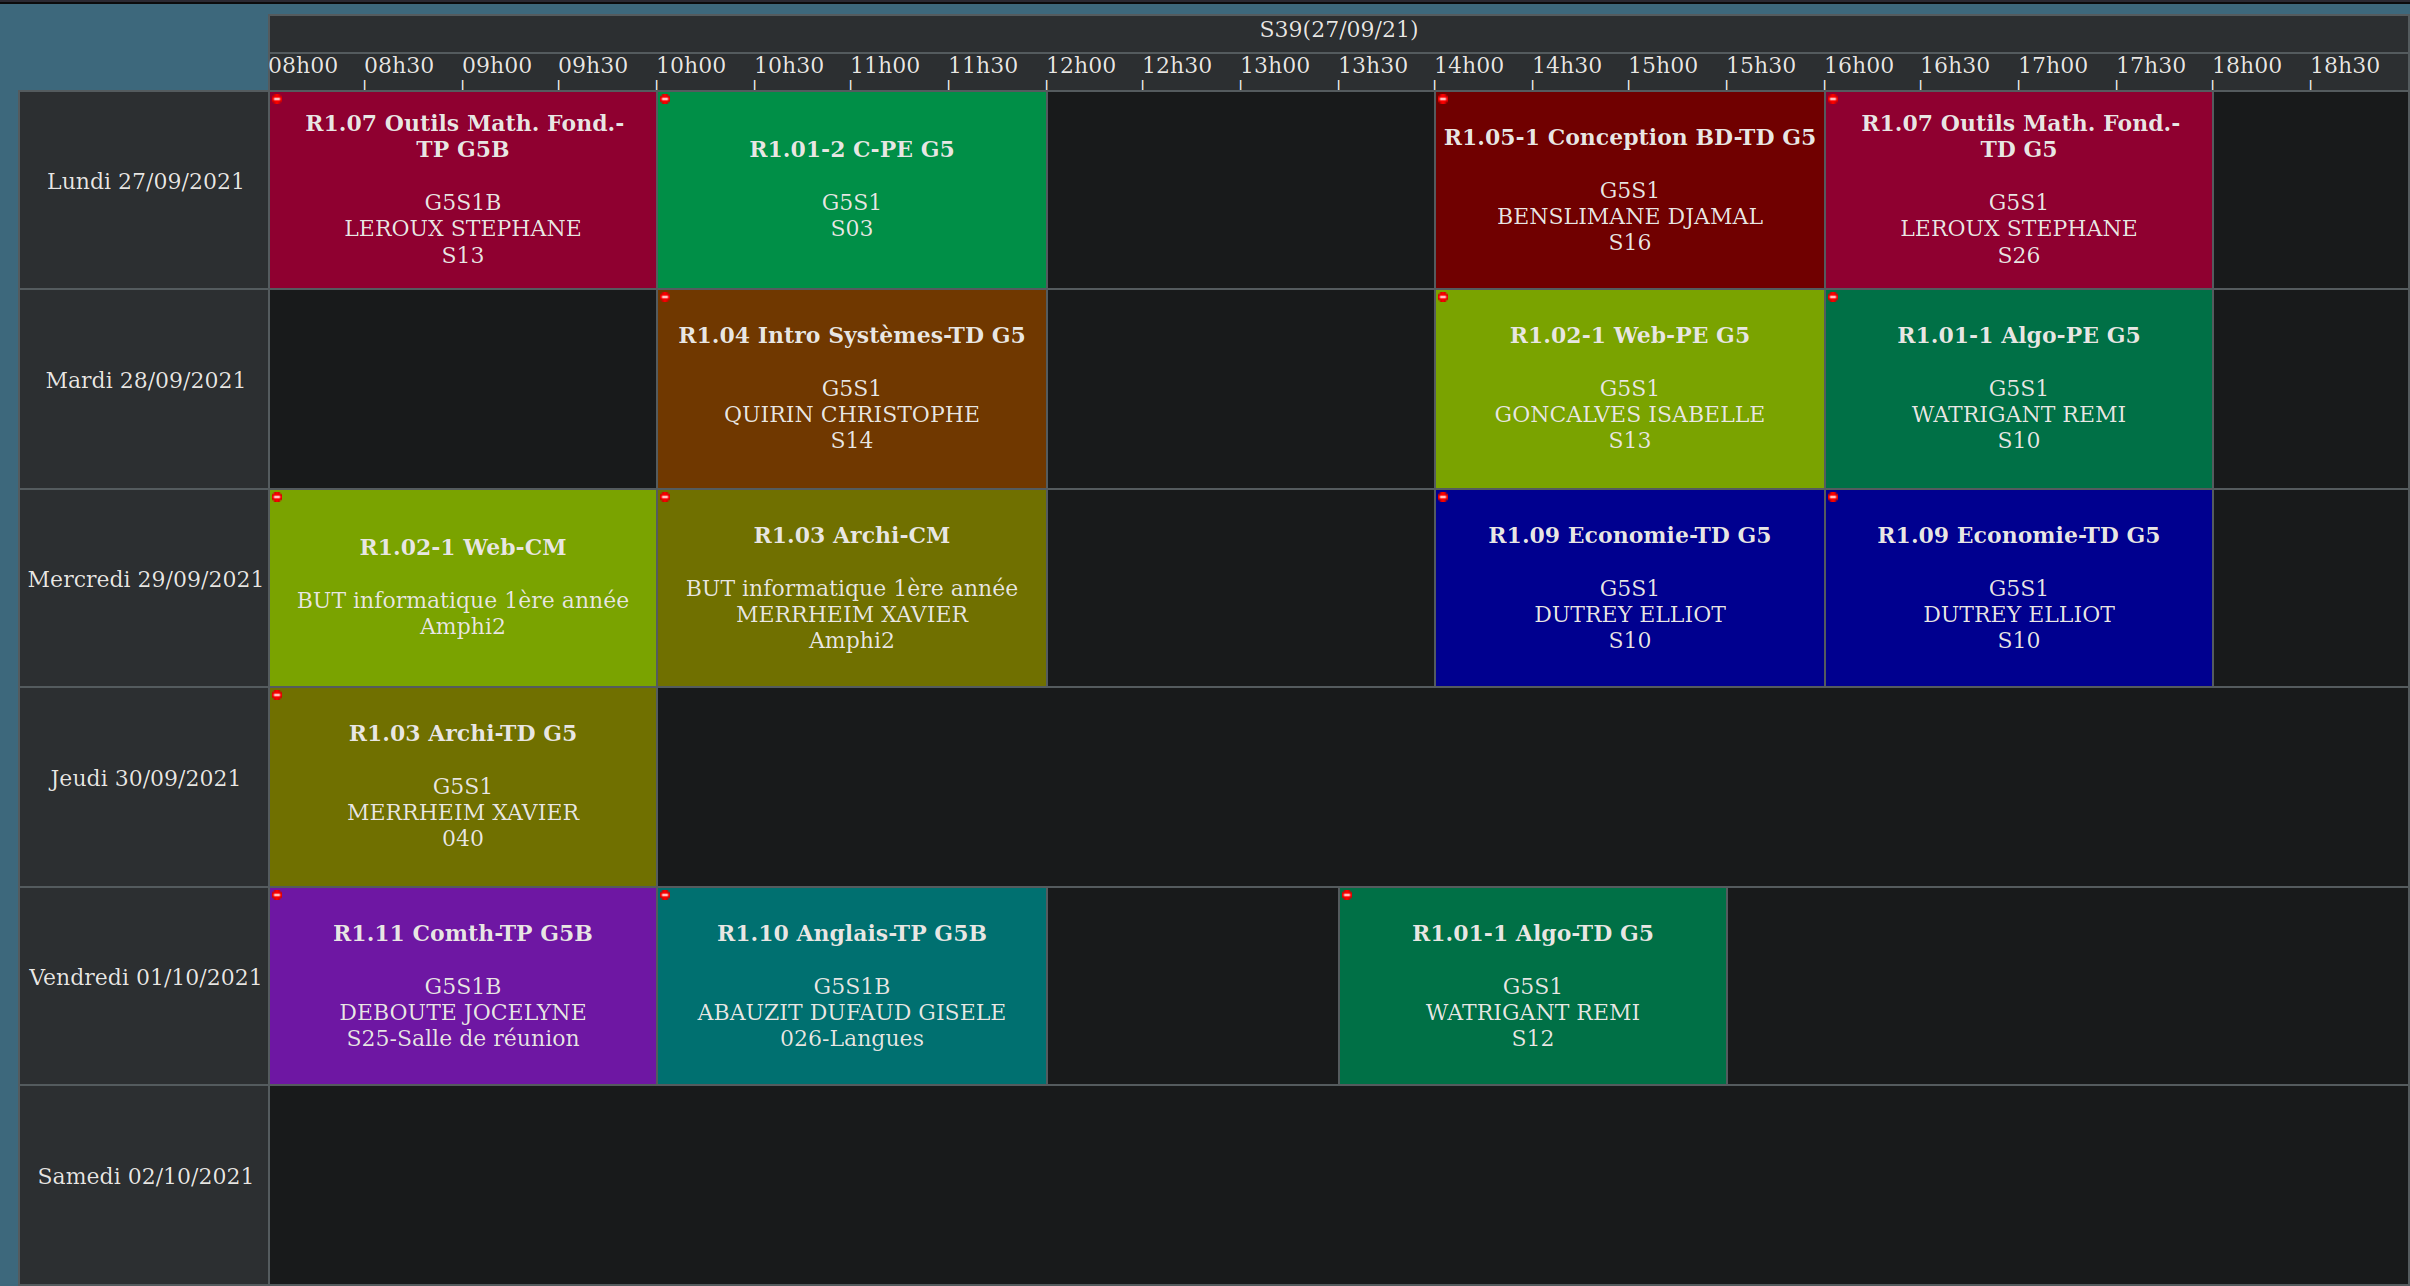 S39(27/09/21)
08h00 08h30 09h00 09h30 10h00 10h30 11h00 11h30 12h00 12h30 13h00 13h30 14h00 14h30 15h00 15h30 16h00 16h30 17h00 17h30 18h00 18h30
Lundi 27/09/2021
R1.07 Outils Math. Fond.-
TP G5B
G5S1B
LEROUX STEPHANE
S13
R1.01-2 C-PE G5
G5S1
S03
R1.05-1 Conception BD-TD G5
G5S1
BENSLIMANE DJAMAL
S16
R1.07 Outils Math. Fond.-
TD G5
G5S1
LEROUX STEPHANE
S26
Mardi 28/09/2021
R1.04 Intro Systèmes-TD G5
G5S1
QUIRIN CHRISTOPHE
S14
R1.02-1 Web-PE G5
G5S1
GONCALVES ISABELLE
S13
R1.01-1 Algo-PE G5
G5S1
WATRIGANT REMI
S10
Mercredi 29/09/2021
R1.02-1 Web-CM
BUT informatique 1ère année
Amphi2
R1.03 Archi-CM
BUT informatique 1ère année
MERRHEIM XAVIER
Amphi2
R1.09 Economie-TD G5
G5S1
DUTREY ELLIOT
S10
R1.09 Economie-TD G5
G5S1
DUTREY ELLIOT
S10
Jeudi 30/09/2021
R1.03 Archi-TD G5
G5S1
MERRHEIM XAVIER
040
Vendredi 01/10/2021
R1.11 Comth-TP G5B
G5S1B
DEBOUTE JOCELYNE
S25-Salle de réunion
R1.10 Anglais-TP G5B
G5S1B
ABAUZIT DUFAUD GISELE
026-Langues
R1.01-1 Algo-TD G5
G5S1
WATRIGANT REMI
S12
Samedi 02/10/2021